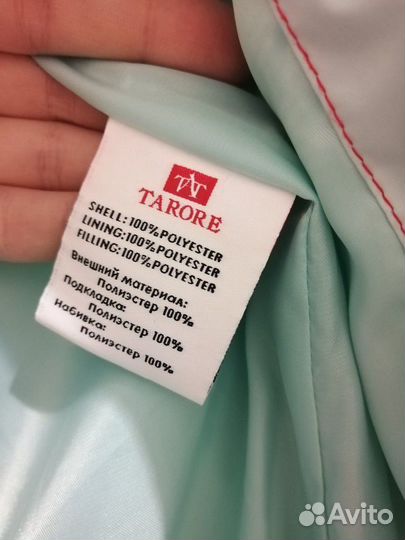 TAT
TARORE
SHELL:100%POLYESTER
LINING:100%POLYESTER
FILLING:100%POLYESTER
Внешний материал:
Полиэстер 100%
Подкладка:
Полиэстер 100%
Набивка:
Полиэстер 100%
Avito